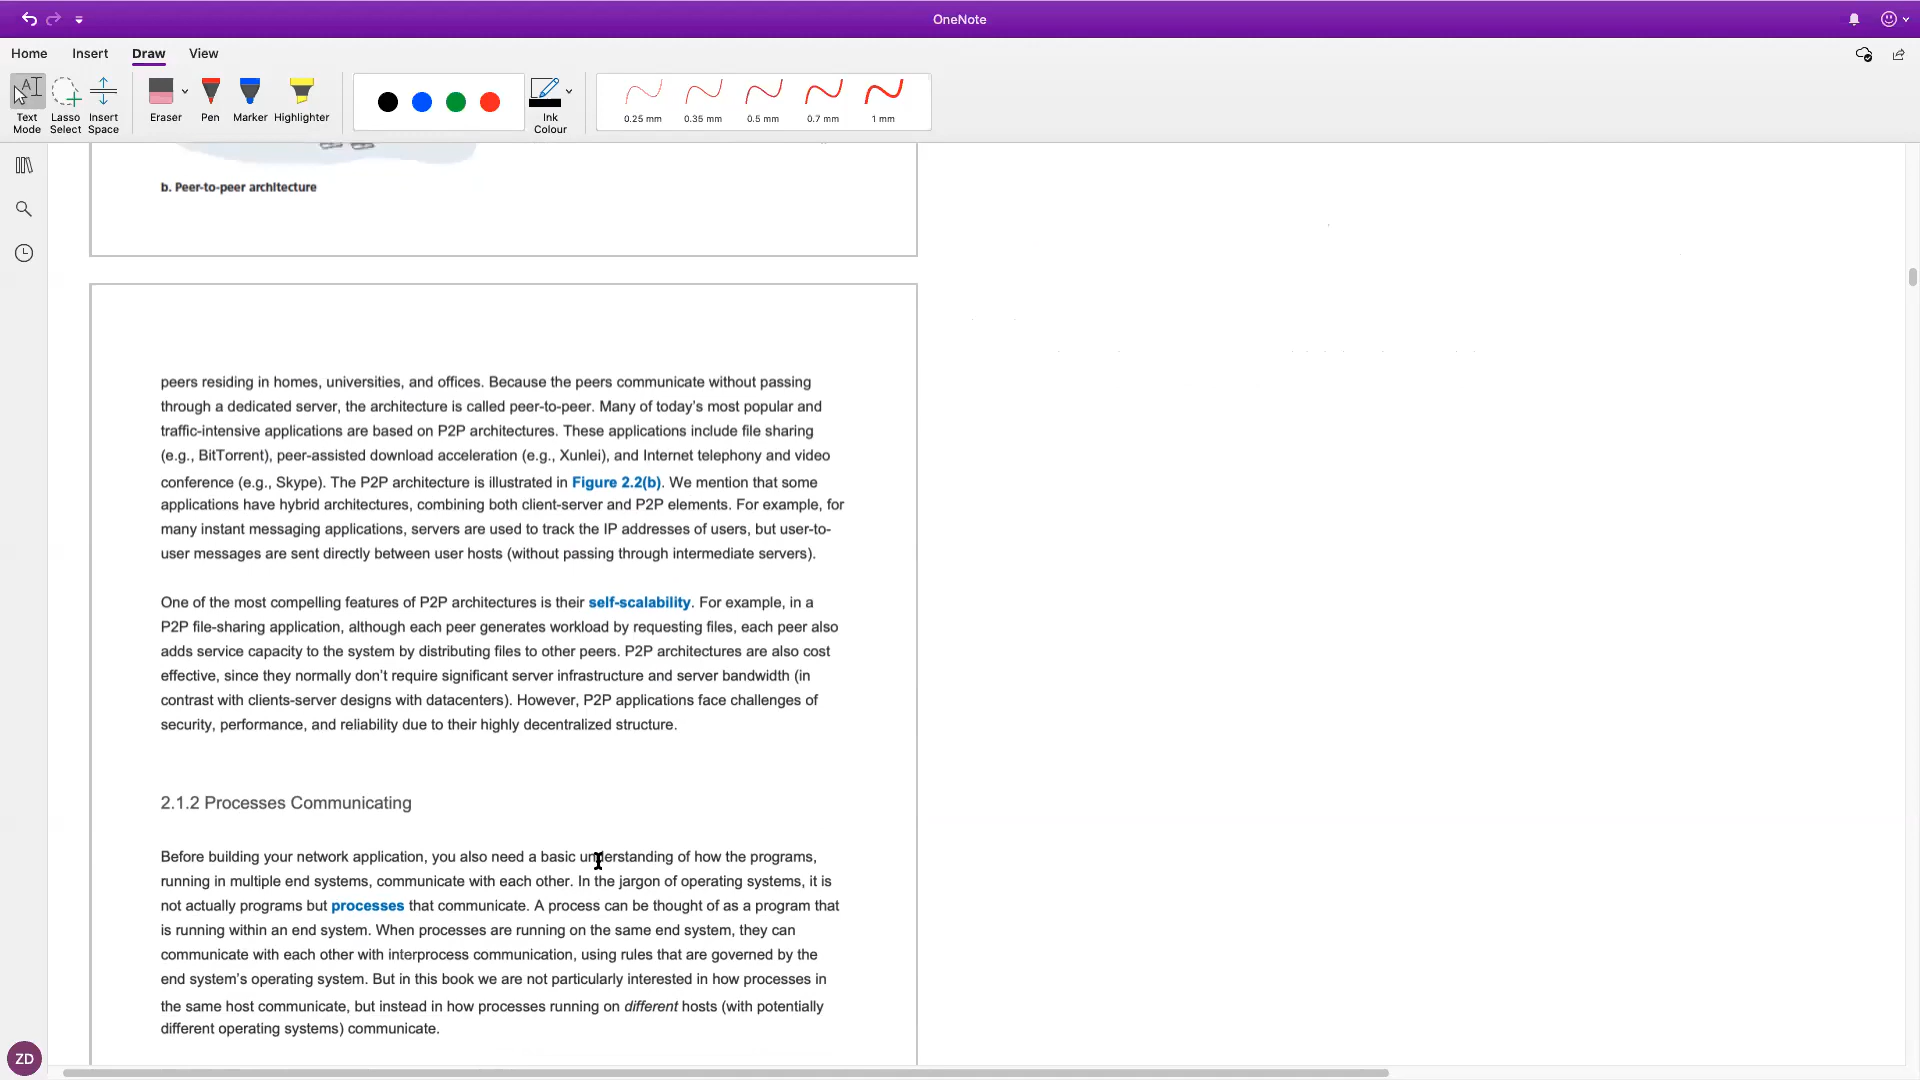 OneNote
Home Insert Draw View
Text Mode
Lasso Select
Insert Space
Eraser
Pen
Marker
Highlighter
Ink Colour
0.25 mm
0.35 mm
0.5 mm
0.7 mm
1 mm
b. Peer-to-peer architecture
peers residing in homes, universities, and offices. Because the peers communicate without passing
through a dedicated server, the architecture is called peer-to-peer. Many of today's most popular and
traffic-intensive applications are based on P2P architectures. These applications include file sharing
(e.g., BitTorrent), peer-assisted download acceleration (e.g., Xunlei), and Internet telephony and video
conference (e.g., Skype). The P2P architecture is illustrated in Figure 2.2(b). We mention that some
applications have hybrid architectures, combining both client-server and P2P elements. For example, for
many instant messaging applications, servers are used to track the IP addresses of users, but user-to-
user messages are sent directly between user hosts (without passing through intermediate servers).
One of the most compelling features of P2P architectures is their self-scalability. For example, in a
P2P file-sharing application, although each peer generates workload by requesting files, each peer also
adds service capacity to the system by distributing files to other peers. P2P architectures are also cost
effective, since they normally don't require significant server infrastructure and server bandwidth (in
contrast with clients-server designs with datacenters). However, P2P applications face challenges of
security, performance, and reliability due to their highly decentralized structure.
2.1.2 Processes Communicating
Before building your network application, you also need a basic understanding of how the programs,
running in multiple end systems, communicate with each other. In the jargon of operating systems, it is
not actually programs but processes that communicate. A process can be thought of as a program that
is running within an end system. When processes are running on the same end system, they can
communicate with each other with interprocess communication, using rules that are governed by the
end system's operating system. But in this book we are not particularly interested in how processes in
the same host communicate, but instead in how processes running on different hosts (with potentially
different operating systems) communicate.
ZD